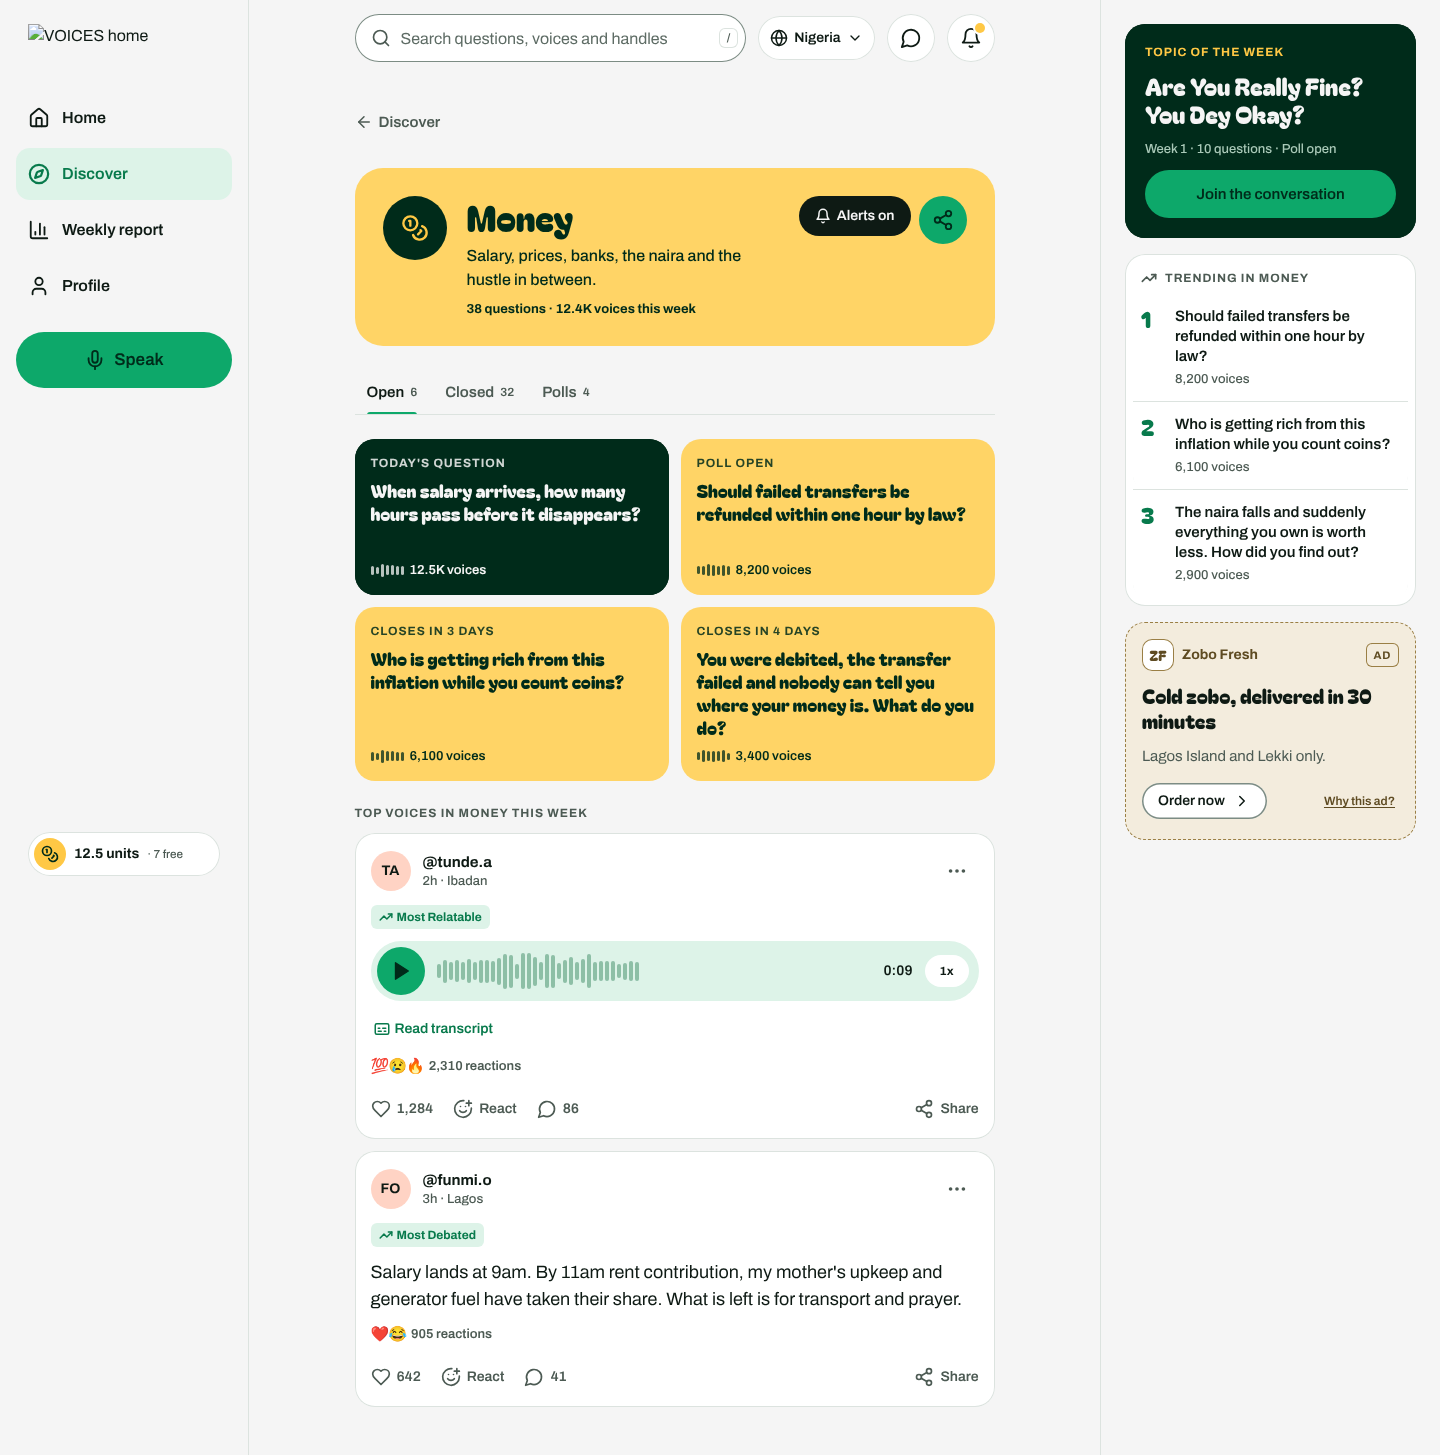 VOICES home
Home
Discover
Weekly report
Profile
Speak
12.5 units · 7 free
Search questions, voices and handles
/
Nigeria
Discover
Money
Salary, prices, banks, the naira and the
hustle in between.
38 questions · 12.4K voices this week
Alerts on
Open 6
Closed 32
Polls 4
TODAY'S QUESTION
When salary arrives, how many
hours pass before it disappears?
12.5K voices
POLL OPEN
Should failed transfers be
refunded within one hour by law?
8,200 voices
CLOSES IN 3 DAYS
Who is getting rich from this
inflation while you count coins?
6,100 voices
CLOSES IN 4 DAYS
You were debited, the transfer
failed and nobody can tell you
where your money is. What do you
do?
3,400 voices
TOP VOICES IN MONEY THIS WEEK
TA
@tunde.a
2h · Ibadan
Most Relatable
0:09
1x
Read transcript
2,310 reactions
1,284
React
86
Share
FO
@funmi.o
3h · Lagos
Most Debated
Salary lands at 9am. By 11am rent contribution, my mother's upkeep and
generator fuel have taken their share. What is left is for transport and prayer.
905 reactions
642
React
41
Share
TOPIC OF THE WEEK
Are You Really Fine?
You Dey Okay?
Week 1 · 10 questions · Poll open
Join the conversation
TRENDING IN MONEY
1
Should failed transfers be
refunded within one hour by
law?
8,200 voices
2
Who is getting rich from this
inflation while you count coins?
6,100 voices
3
The naira falls and suddenly
everything you own is worth
less. How did you find out?
2,900 voices
ZF
Zobo Fresh
AD
Cold zobo, delivered in 30
minutes
Lagos Island and Lekki only.
Order now
Why this ad?